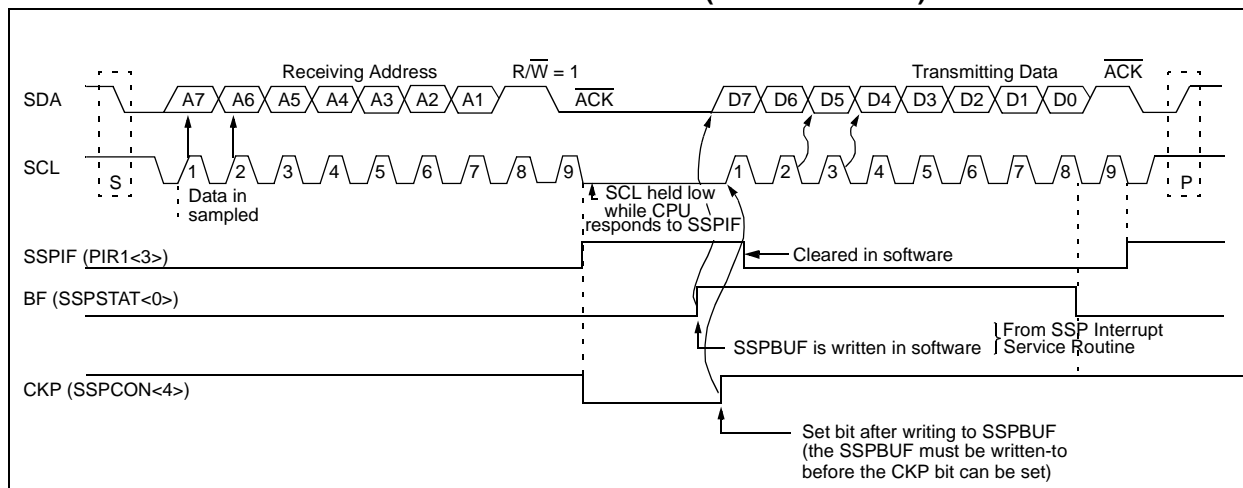 Receiving Address R/W = 1 Transmitting Data ACK
SDA A7 A6 A5 A4 A3 A2 A1 ACK D7 D6 D5 D4 D3 D2 D1 D0
SCL 1 2 3 4 5 6 7 8 9 1 2 3 4 5 6 7 8 9
S
P
Data in
sampled
SCL held low
while CPU
responds to SSPIF
SSPIF (PIR1<3>)
Cleared in software
BF (SSPSTAT<0>)
SSPBUF is written in software
From SSP Interrupt
Service Routine
CKP (SSPCON<4>)
Set bit after writing to SSPBUF
(the SSPBUF must be written-to
before the CKP bit can be set)